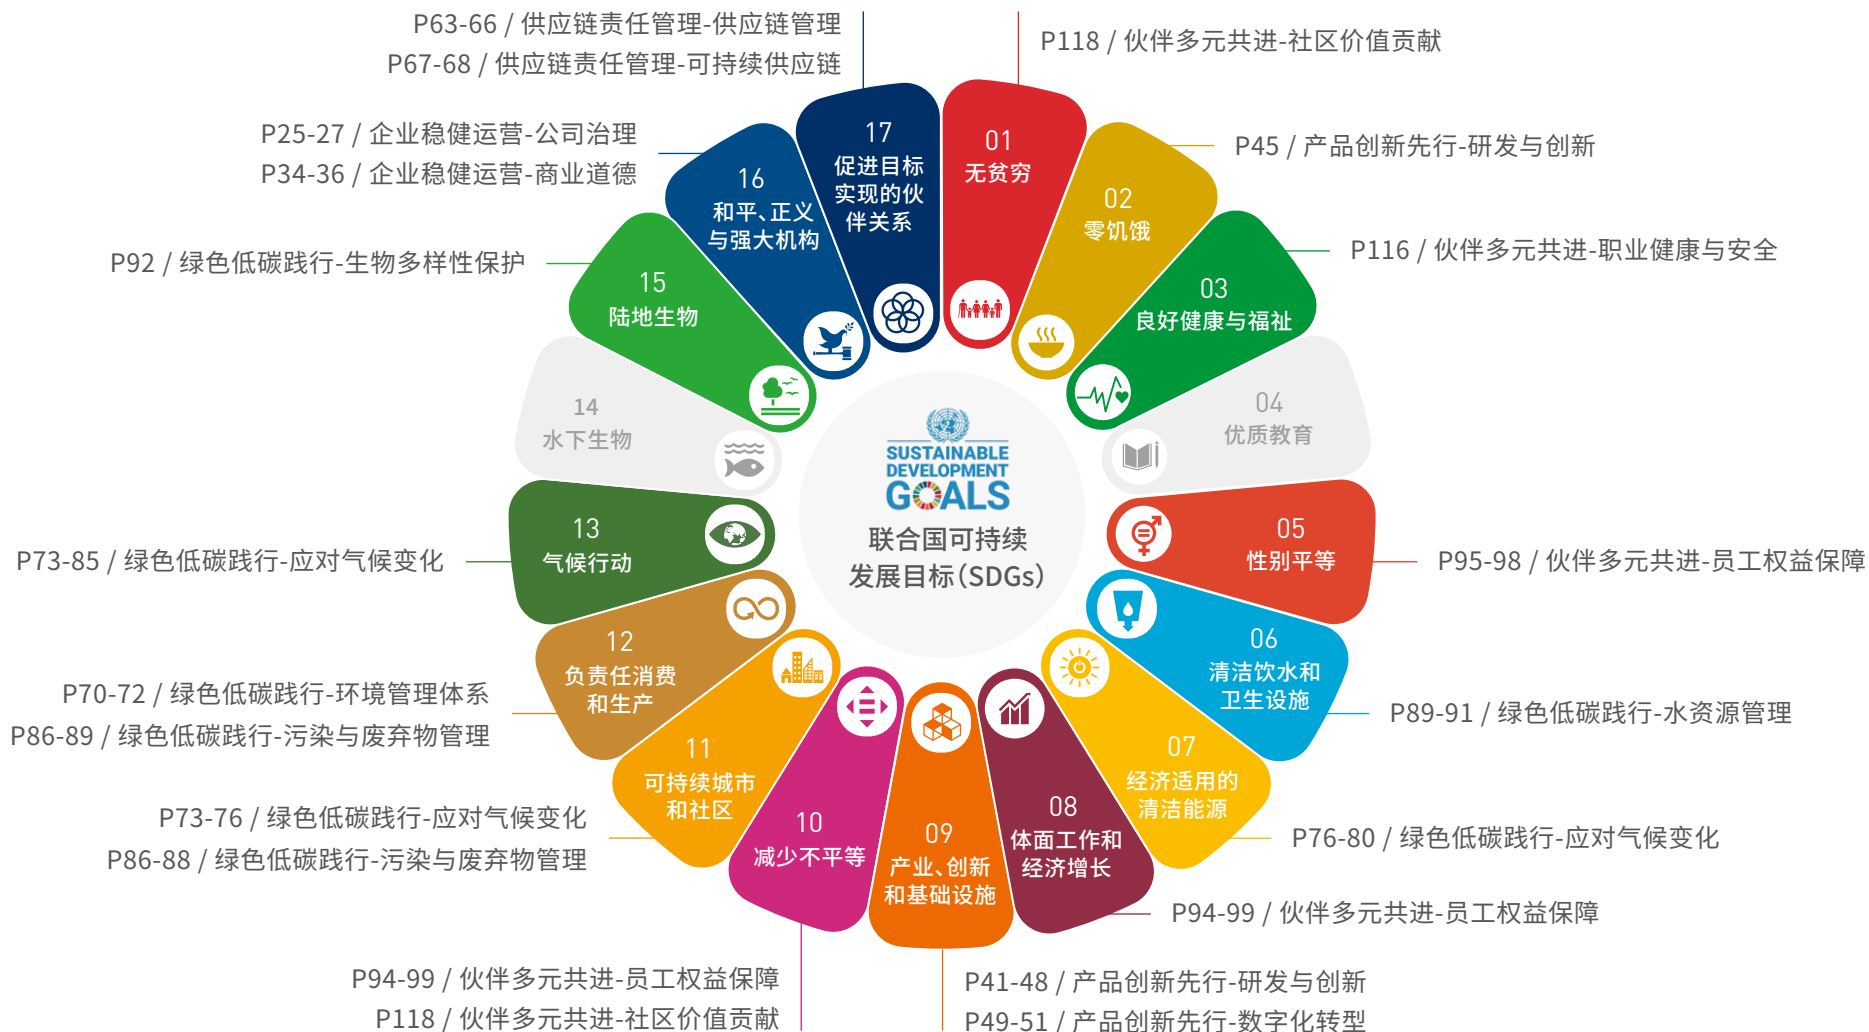 P63-66 / 供应链责任管理-供应链管理
P67-68 / 供应链责任管理-可持续供应链
P118 / 伙伴多元共进-社区价值贡献
P25-27 / 企业稳健运营-公司治理
P34-36 / 企业稳健运营-商业道德
P45 / 产品创新先行-研发与创新
P92 / 绿色低碳践行-生物多样性保护
P116 / 伙伴多元共进-职业健康与安全
17
促进目标
实现的伙
伴关系
01
无贫穷
16
和平、正义
与强大机构
02
零饥饿
15
陆地生物
03
良好健康与福祉
14
水下生物
04
优质教育
SUSTAINABLE
DEVELOPMENT
GOALS
联合国可持续
发展目标(SDGs)
13
气候行动
05
性别平等
P73-85 / 绿色低碳践行-应对气候变化
P95-98 / 伙伴多元共进-员工权益保障
12
负责任消费
和生产
06
清洁饮水和
卫生设施
P70-72 / 绿色低碳践行-环境管理体系
P86-89 / 绿色低碳践行-污染与废弃物管理
P89-91 / 绿色低碳践行-水资源管理
11
可持续城市
和社区
07
经济适用的
清洁能源
P73-76 / 绿色低碳践行-应对气候变化
P86-88 / 绿色低碳践行-污染与废弃物管理
P76-80 / 绿色低碳践行-应对气候变化
10
减少不平等
09
产业、创新
和基础设施
08
体面工作和
经济增长
P94-99 / 伙伴多元共进-员工权益保障
P94-99 / 伙伴多元共进-员工权益保障
P118 / 伙伴多元共进-社区价值贡献
P41-48 / 产品创新先行-研发与创新
P49-51 / 产品创新先行-数字化转型